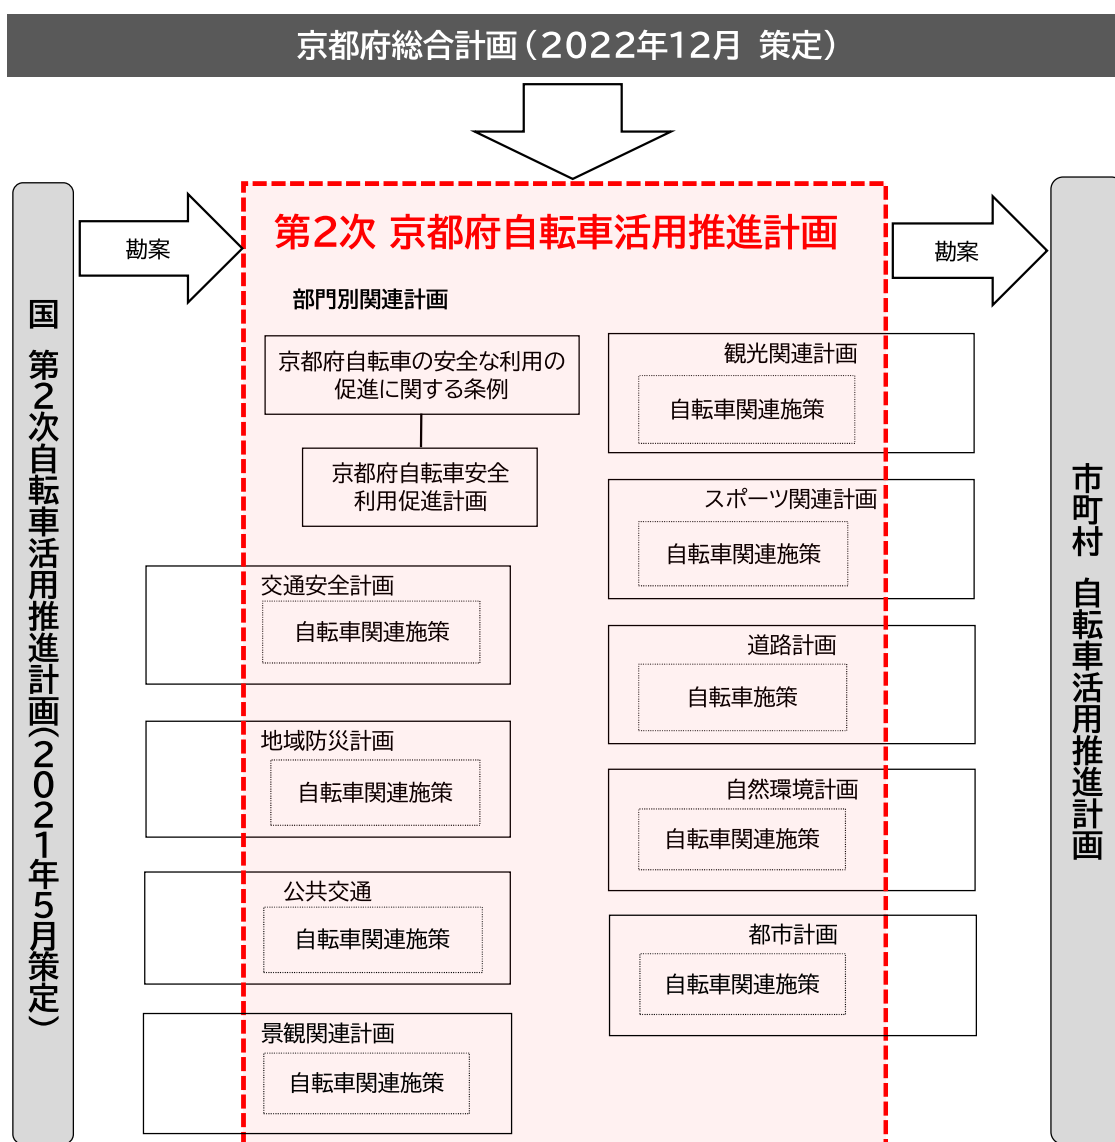 京都府総合計画（2022年12月 策定）
国 第2次自転車活用推進計画（2021年5月策定）
勘案
第2次 京都府自転車活用推進計画
勘案
市町村 自転車活用推進計画
部門別関連計画
京都府自転車の安全な利用の
促進に関する条例
京都府自転車安全
利用促進計画
交通安全計画
自転車関連施策
地域防災計画
自転車関連施策
公共交通
自転車関連施策
景観関連計画
自転車関連施策
観光関連計画
自転車関連施策
スポーツ関連計画
自転車関連施策
道路計画
自転車施策
自然環境計画
自転車関連施策
都市計画
自転車関連施策